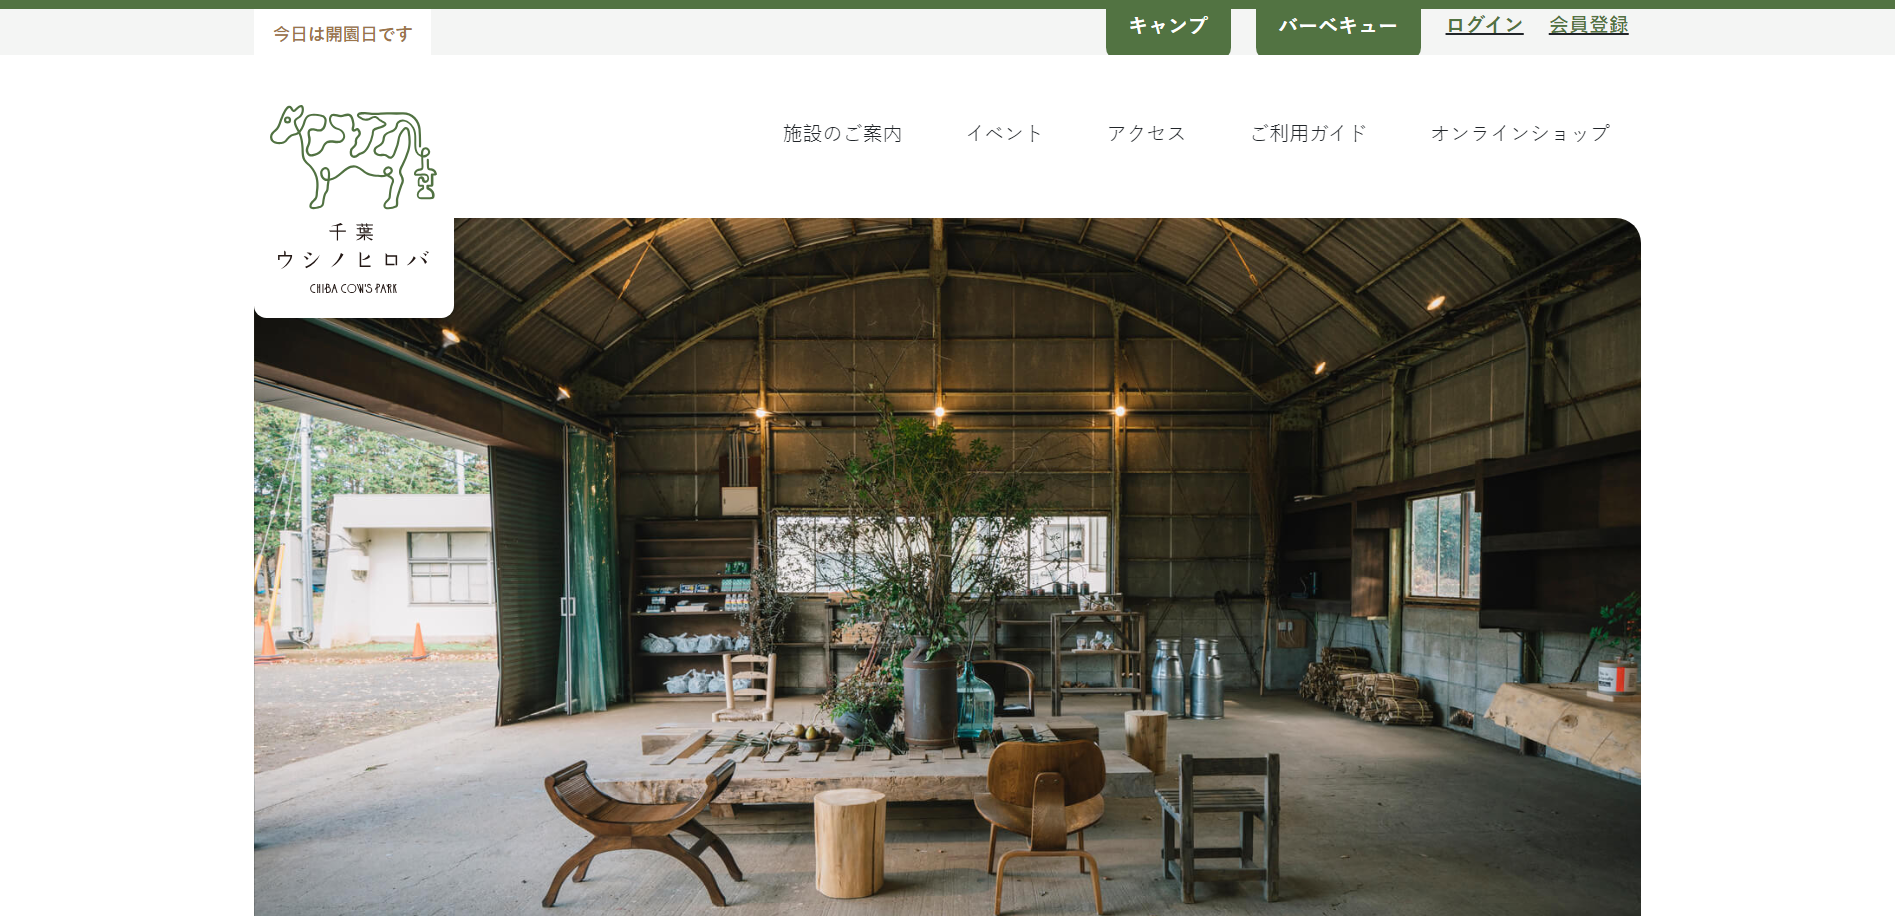 今日は開園日です
キャンプ
バーベキュー
ログイン
会員登録
施設のご案内
イベント
アクセス
ご利用ガイド
オンラインショップ
千葉
ウシノヒロバ
CHIBA COW'S PARK